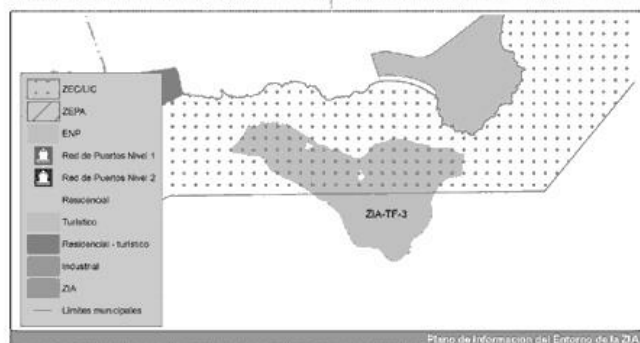 ZEC/LIC
ZEPA
ENP
Red de Puertos Nivel 1
Red de Puertos Nivel 2
Residencial
Turístico
Residencial - turístico
Industrial
ZIA
Límites municipales
ZIA-TF-3
Plano de Información del Entorno de la ZIA